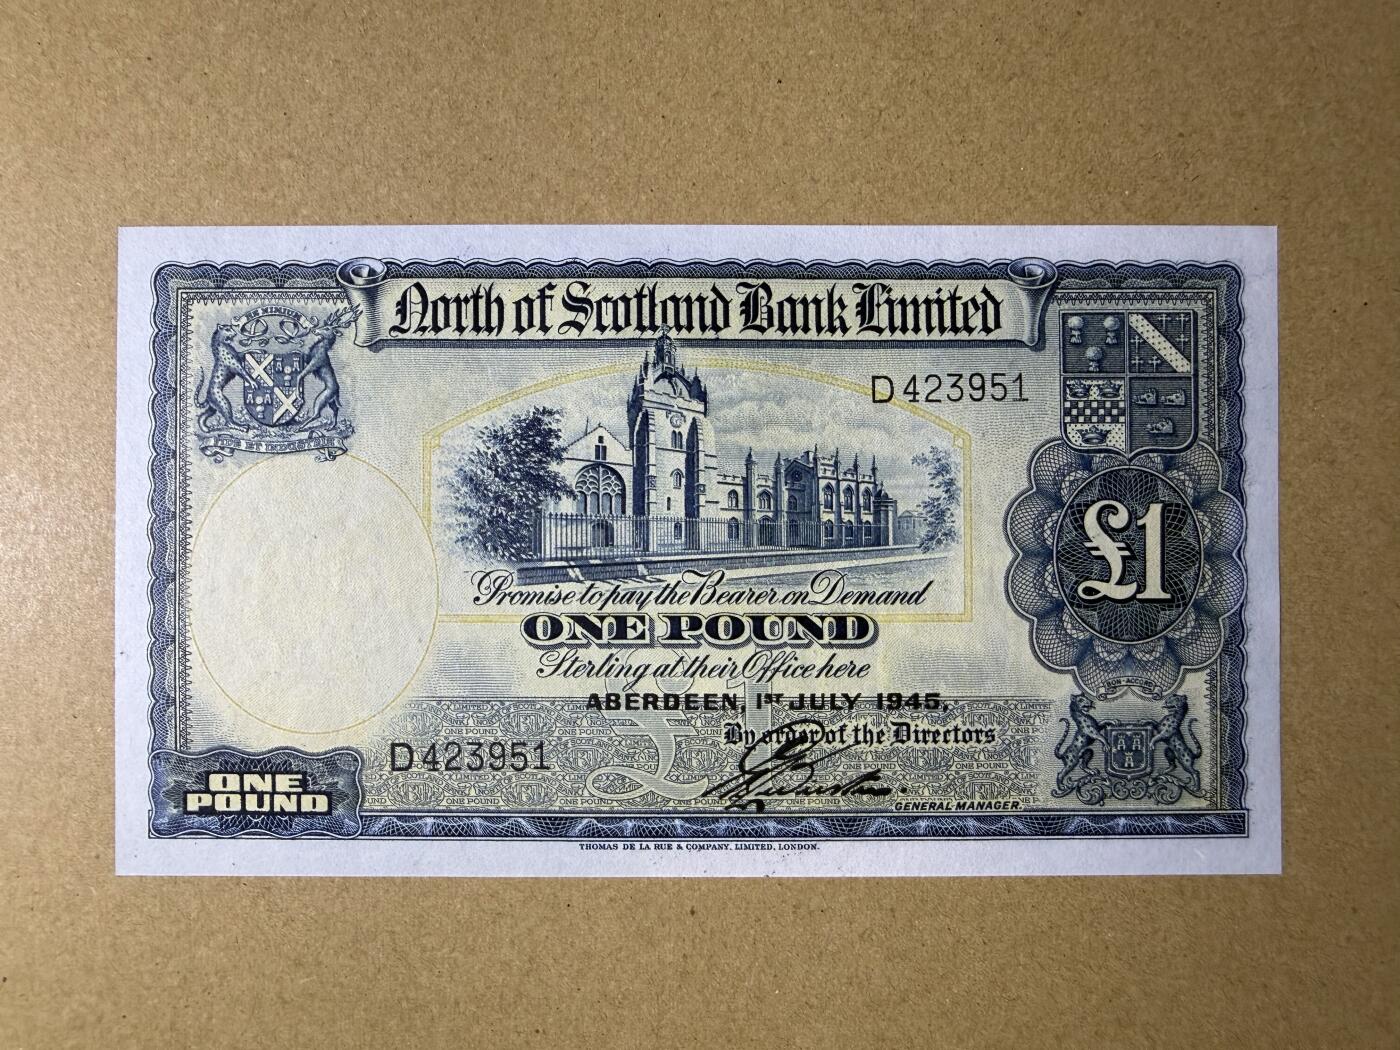 North of Scotland Bank Limited
D423951
Promise to pay the Bearer on Demand
ONE POUND
Sterling at their Office here
£1
BON-ACCORD
ABERDEEN, 1ST JULY 1945.
By order of the Directors
D423951
ONE
POUND
GENERAL MANAGER.
THOMAS DE LA RUE & COMPANY, LIMITED, LONDON.